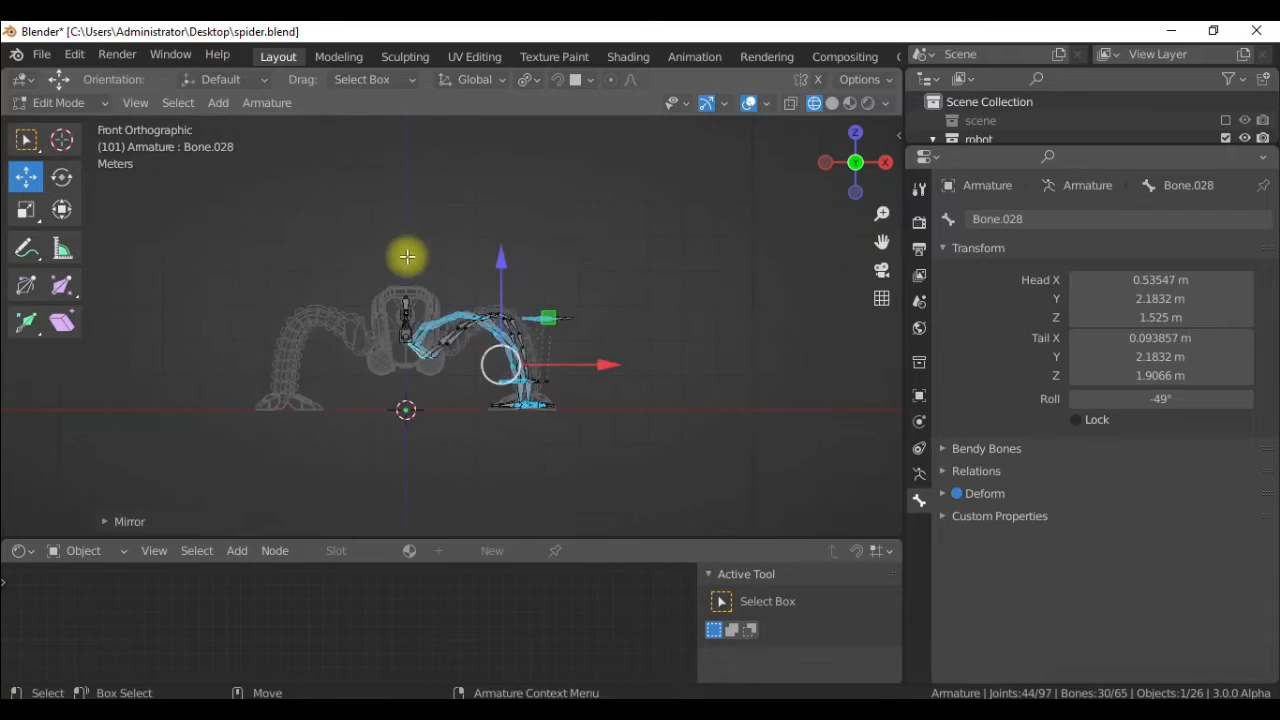 Blender* [C:\Users\Administrator\Desktop\spider.blend]
File Edit Render Window Help Layout Modeling Sculpting UV Editing Texture Paint Shading Animation Rendering Compositing Scene View Layer
Orientation: Default Drag: Select Box Global X Options
Edit Mode View Select Add Armature
Scene Collection
scene
robot
Front Orthographic
(101) Armature : Bone.028
Meters
Z
Y
X
Armature Armature Bone.028
Bone.028
Transform
Head X 0.53547 m
Y 2.1832 m
Z 1.525 m
Tail X 0.093857 m
Y 2.1832 m
Z 1.9066 m
Roll -49°
Lock
Bendy Bones
Relations
Deform
Custom Properties
Mirror
Object View Select Add Node Slot New
Active Tool
Select Box
Select Box Select Move Armature Context Menu Armature | Joints:44/97 | Bones:30/65 | Objects:1/26 | 3.0.0 Alpha